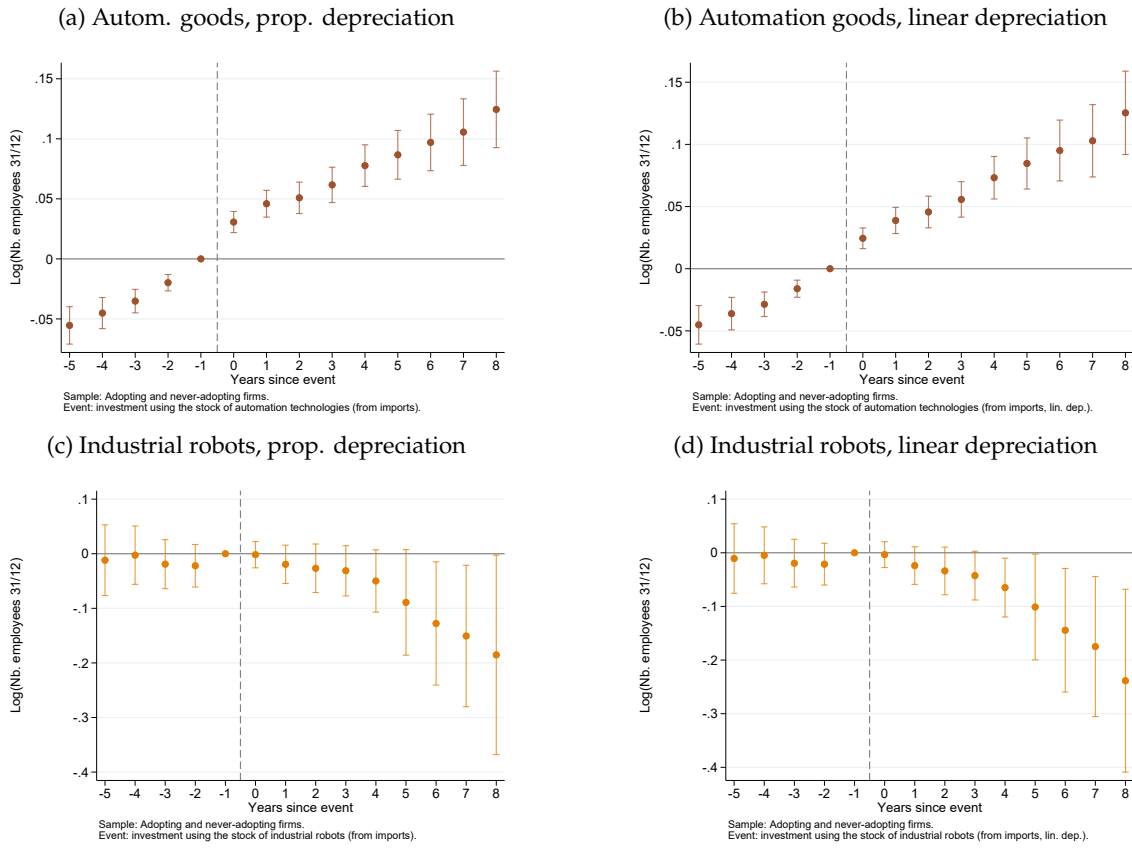 (a) Autom. goods, prop. depreciation
Log(Nb. employees 31/12)
.15
.1
.05
0
-.05
-5 -4 -3 -2 -1 0 1 2 3 4 5 6 7 8
Years since event
Sample: Adopting and never-adopting firms.
Event: investment using the stock of automation technologies (from imports).
(b) Automation goods, linear depreciation
Log(Nb. employees 31/12)
.15
.1
.05
0
-.05
-5 -4 -3 -2 -1 0 1 2 3 4 5 6 7 8
Years since event
Sample: Adopting and never-adopting firms.
Event: investment using the stock of automation technologies (from imports, lin. dep.).
(c) Industrial robots, prop. depreciation
Log(Nb. employees 31/12)
.1
0
-.1
-.2
-.3
-.4
-5 -4 -3 -2 -1 0 1 2 3 4 5 6 7 8
Years since event
Sample: Adopting and never-adopting firms.
Event: investment using the stock of industrial robots (from imports).
(d) Industrial robots, linear depreciation
Log(Nb. employees 31/12)
.1
0
-.1
-.2
-.3
-.4
-5 -4 -3 -2 -1 0 1 2 3 4 5 6 7 8
Years since event
Sample: Adopting and never-adopting firms.
Event: investment using the stock of industrial robots (from imports, lin. dep.).